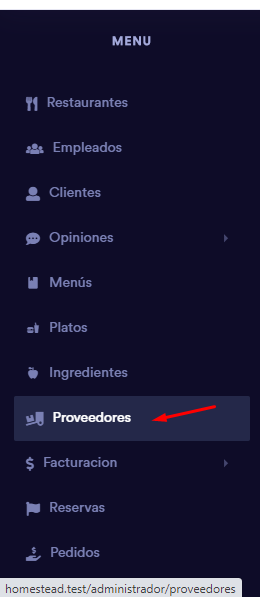 MENU
Restaurantes
Empleados
Clientes
Opiniones
Menús
Platos
Ingredientes
Proveedores
Facturacion
Reservas
Pedidos
homestead.test/administrador/proveedores